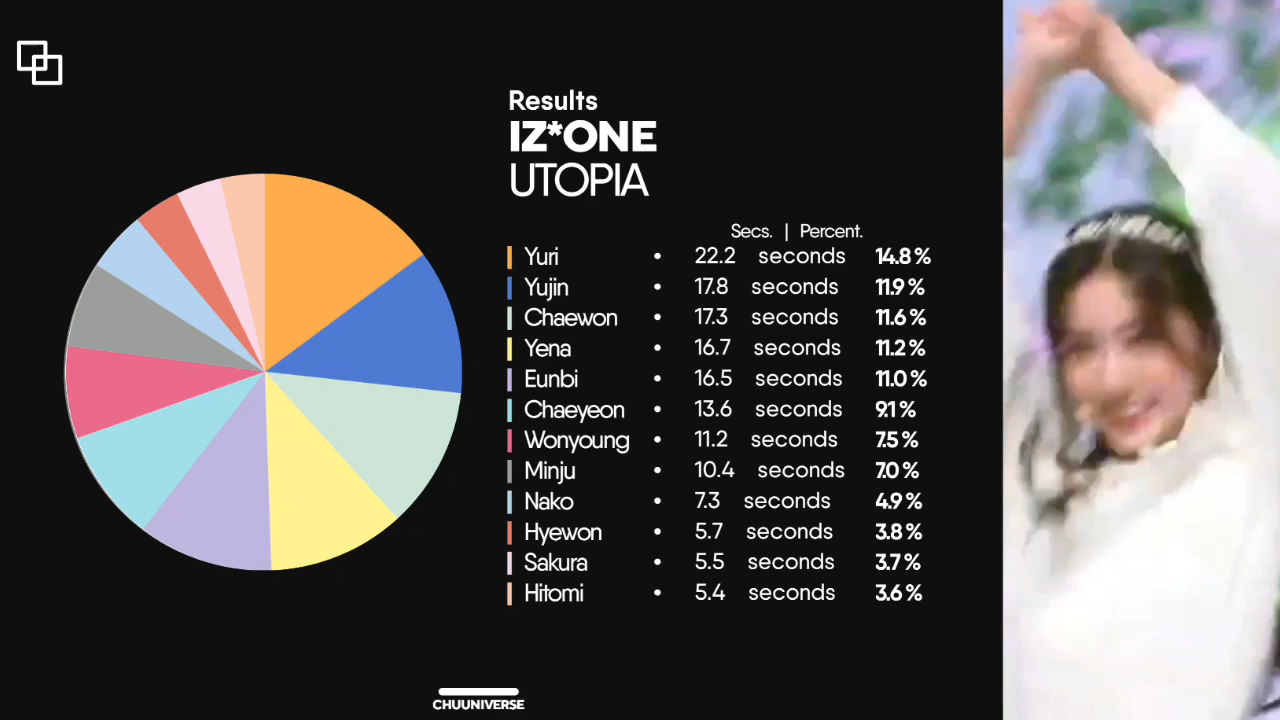 Results
IZ*ONE
UTOPIA
Secs. | Percent.
Yuri • 22.2 seconds 14.8 %
Yujin • 17.8 seconds 11.9 %
Chaewon • 17.3 seconds 11.6 %
Yena • 16.7 seconds 11.2 %
Eunbi • 16.5 seconds 11.0 %
Chaeyeon • 13.6 seconds 9.1 %
Wonyoung • 11.2 seconds 7.5 %
Minju • 10.4 seconds 7.0 %
Nako • 7.3 seconds 4.9 %
Hyewon • 5.7 seconds 3.8 %
Sakura • 5.5 seconds 3.7 %
Hitomi • 5.4 seconds 3.6 %
CHUUNIVERSE